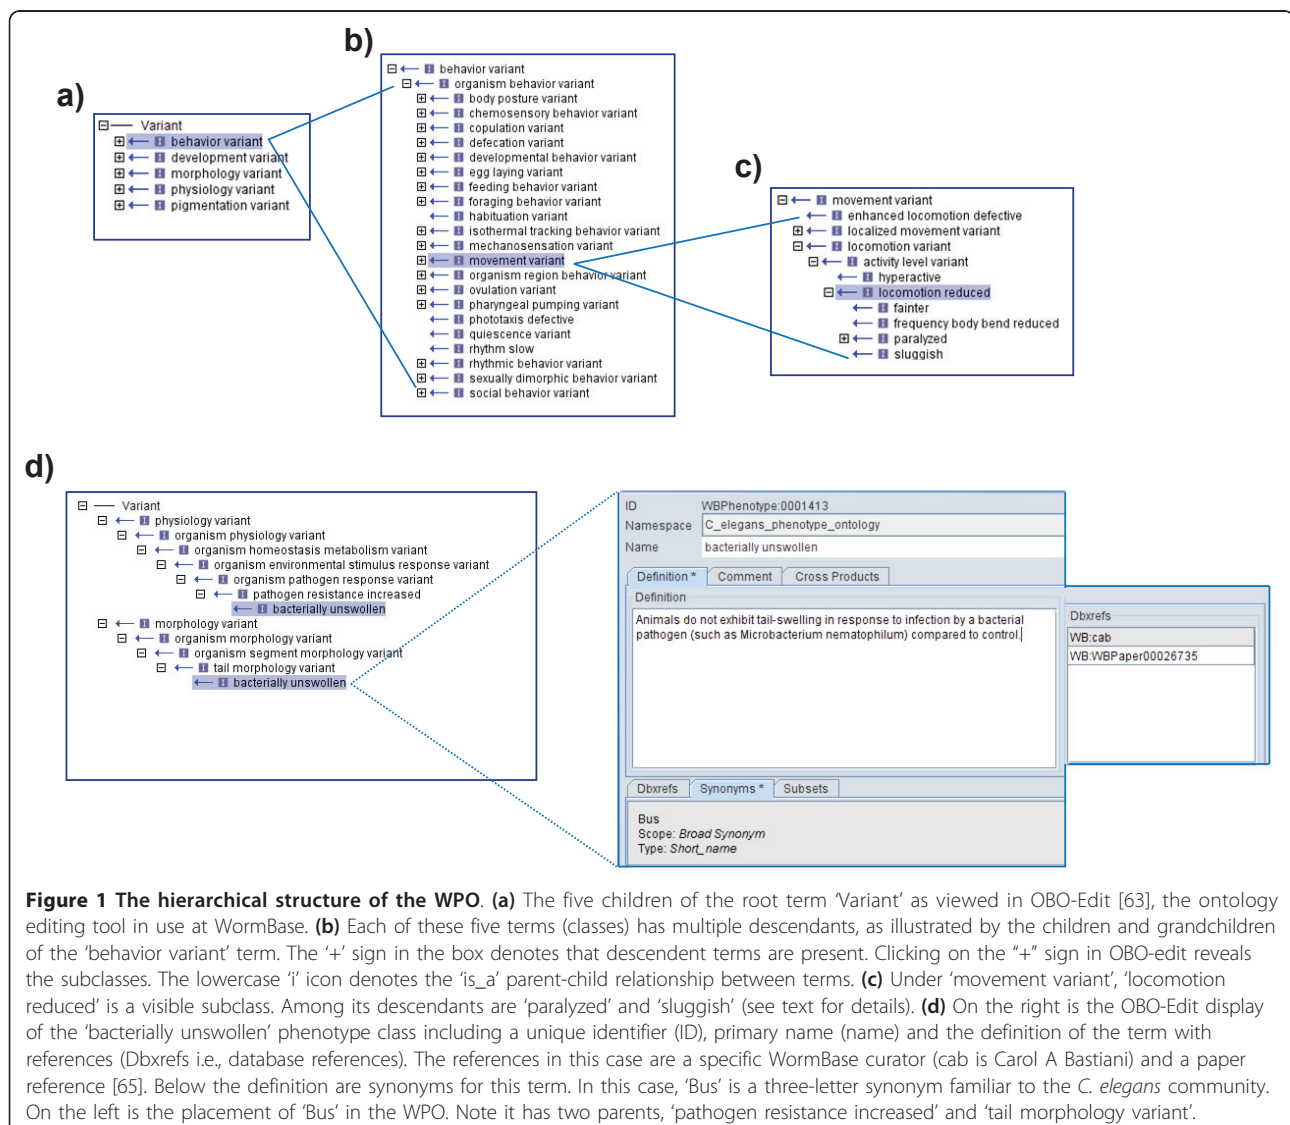 a)
Variant
behavior variant
development variant
morphology variant
physiology variant
pigmentation variant
b)
behavior variant
organism behavior variant
body posture variant
chemosensory behavior variant
copulation variant
defecation variant
developmental behavior variant
egg laying variant
feeding behavior variant
foraging behavior variant
habituation variant
isothermal tracking behavior variant
mechanosensation variant
movement variant
organism region behavior variant
ovulation variant
pharyngeal pumping variant
phototaxis defective
quiescence variant
rhythm slow
rhythmic behavior variant
sexually dimorphic behavior variant
social behavior variant
c)
movement variant
enhanced locomotion defective
localized movement variant
locomotion variant
activity level variant
hyperactive
locomotion reduced
fainter
frequency body bend reduced
paralyzed
sluggish
d)
Variant
physiology variant
organism physiology variant
organism homeostasis metabolism variant
organism environmental stimulus response variant
organism pathogen response variant
pathogen resistance increased
bacterially unswollen
morphology variant
organism morphology variant
organism segment morphology variant
tail morphology variant
bacterially unswollen
ID WBPhenotype:0001413
Namespace C_elegans_phenotype_ontology
Name bacterially unswollen
Definition * Comment Cross Products
Definition
Animals do not exhibit tail-swelling in response to infection by a bacterial
pathogen (such as Microbacterium nematophilum) compared to control.
Dbxrefs
WB:cab
WB:WBPaper00026735
Dbxrefs Synonyms * Subsets
Bus
Scope: Broad Synonym
Type: Short_name
Figure 1 The hierarchical structure of the WPO. (a) The five children of the root term ‘Variant’ as viewed in OBO-Edit [63], the ontology
editing tool in use at WormBase. (b) Each of these five terms (classes) has multiple descendants, as illustrated by the children and grandchildren
of the ‘behavior variant’ term. The ‘+’ sign in the box denotes that descendent terms are present. Clicking on the “+” sign in OBO-edit reveals
the subclasses. The lowercase ‘i’ icon denotes the ‘is_a’ parent-child relationship between terms. (c) Under ‘movement variant’, ‘locomotion
reduced’ is a visible subclass. Among its descendants are ‘paralyzed’ and ‘sluggish’ (see text for details). (d) On the right is the OBO-Edit display
of the ‘bacterially unswollen’ phenotype class including a unique identifier (ID), primary name (name) and the definition of the term with
references (Dbxrefs i.e., database references). The references in this case are a specific WormBase curator (cab is Carol A Bastiani) and a paper
reference [65]. Below the definition are synonyms for this term. In this case, ‘Bus’ is a three-letter synonym familiar to the C. elegans community.
On the left is the placement of ‘Bus’ in the WPO. Note it has two parents, ‘pathogen resistance increased’ and ‘tail morphology variant’.